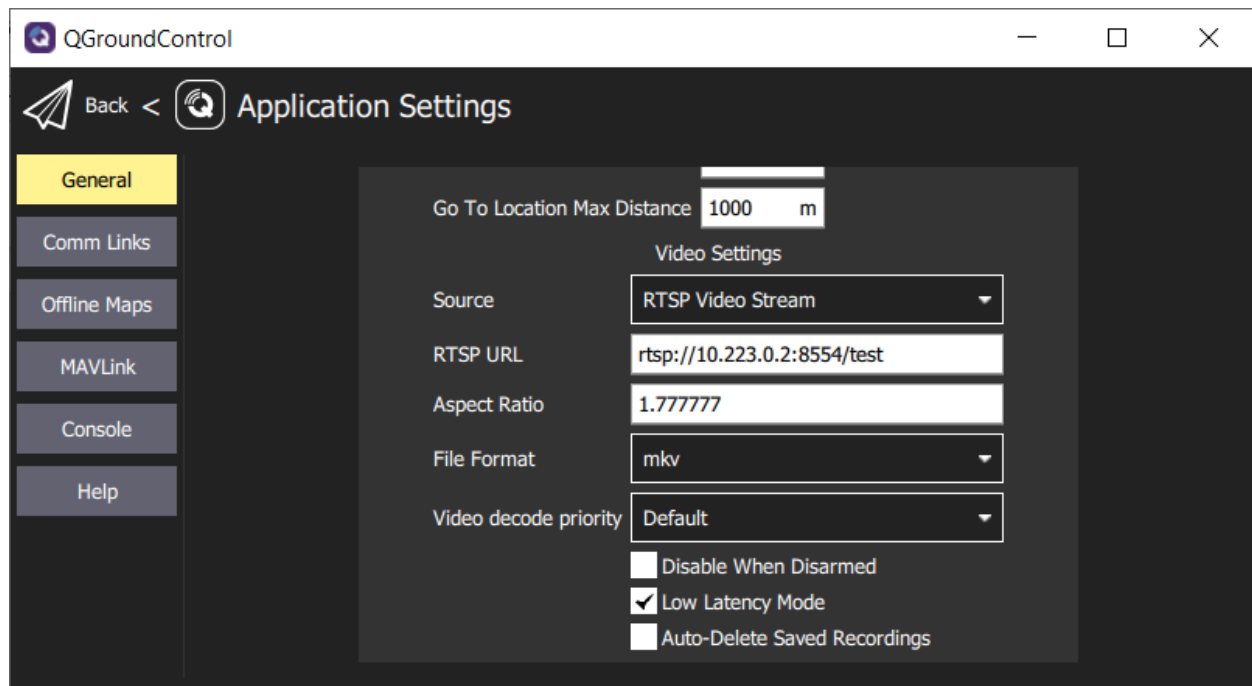 QGroundControl
Back < Application Settings
General
Comm Links
Offline Maps
MAVLink
Console
Help
Go To Location Max Distance 1000 m
Video Settings
Source RTSP Video Stream
RTSP URL rtsp://10.223.0.2:8554/test
Aspect Ratio 1.777777
File Format mkv
Video decode priority Default
Disable When Disarmed
Low Latency Mode
Auto-Delete Saved Recordings